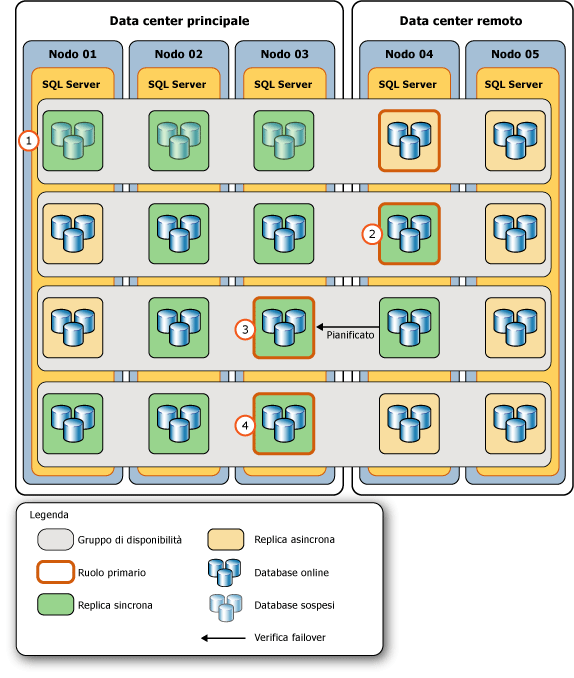 Data center principale
Data center remoto
Nodo 01
Nodo 02
Nodo 03
Nodo 04
Nodo 05
SQL Server
SQL Server
SQL Server
SQL Server
SQL Server
1
2
3
Pianificato
4
Legenda
Gruppo di disponibilità
Replica asincrona
Ruolo primario
Database online
Replica sincrona
Database sospesi
Verifica failover